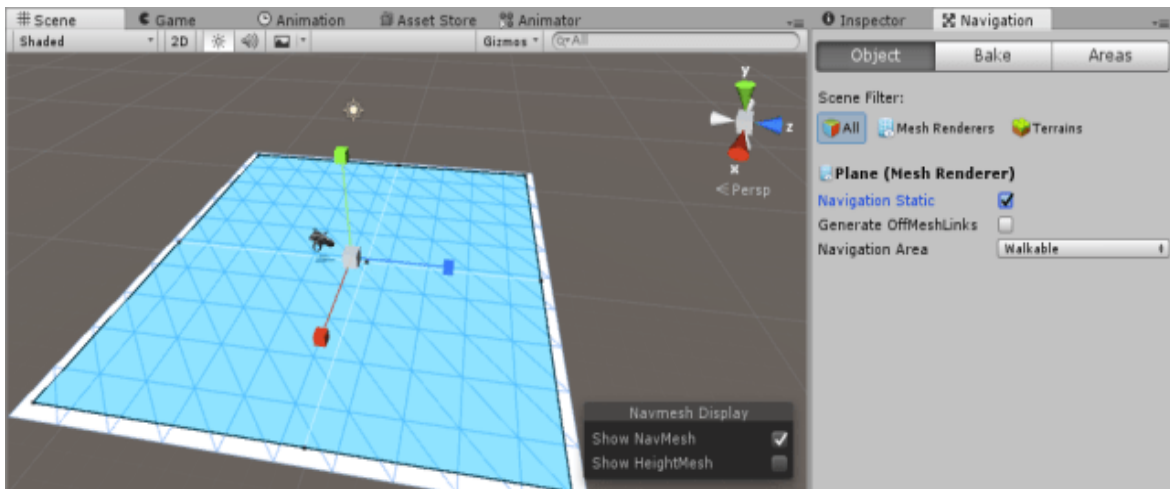 Scene Game Animation Asset Store Animator
Shaded 2D Gizmos All
y
z
x
Persp
Navmesh Display
Show NavMesh
Show HeightMesh
Inspector Navigation
Object Bake Areas
Scene Filter:
All Mesh Renderers Terrains
Plane (Mesh Renderer)
Navigation Static
Generate OffMeshLinks
Navigation Area Walkable